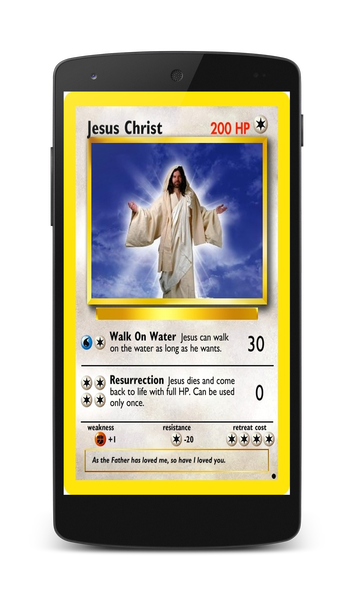 Jesus Christ 200 HP
Walk On Water Jesus can walk
on the water as long as he wants. 30
Resurrection Jesus dies and come
back to life with full HP. Can be used
only once. 0
weakness resistance retreat cost
+1 -20
As the Father has loved me, so have I loved you.